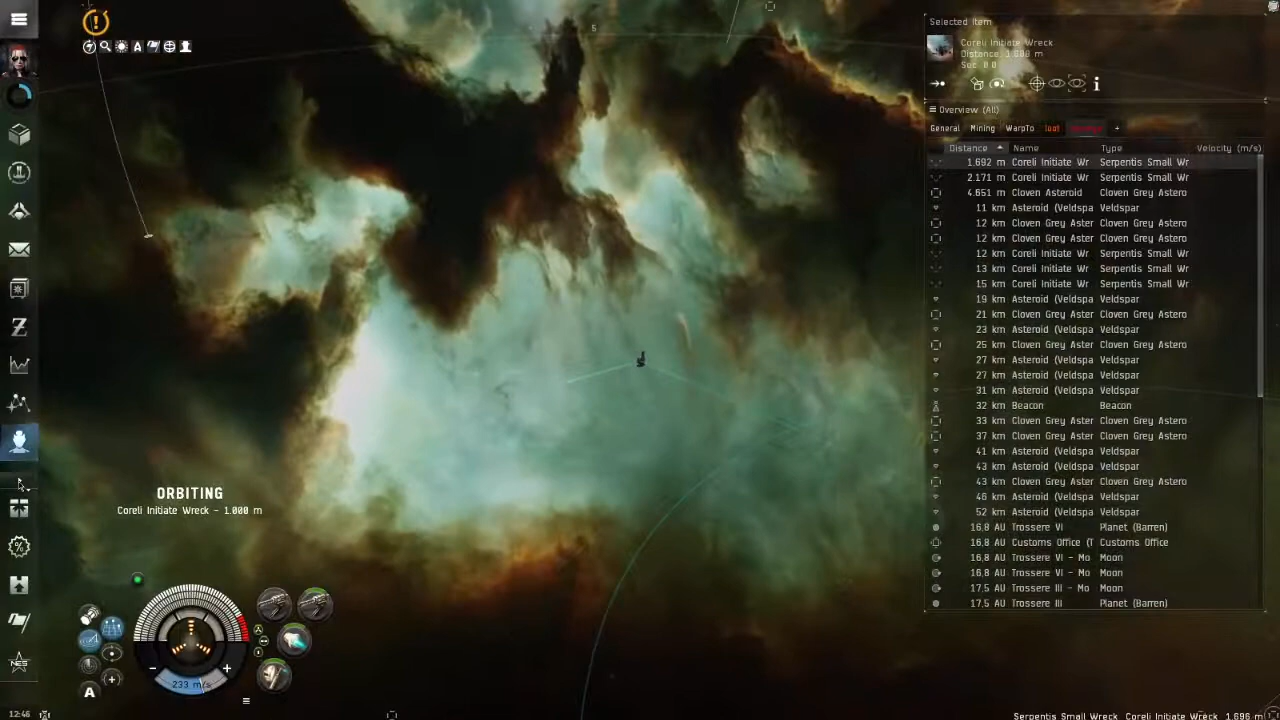 5
Selected Item
Coreli Initiate Wreck
Distance: 1.000 m
Sec 0.0
Overview (All)
General Mining WarpTo loot +
Distance Name Type Velocity (m/s)
1.692 m Coreli Initiate Wr Serpentis Small Wr
2.171 m Coreli Initiate Wr Serpentis Small Wr
4.651 m Cloven Asteroid Cloven Grey Astero
11 km Asteroid (Veldspa Veldspar
12 km Cloven Grey Aster Cloven Grey Astero
12 km Cloven Grey Aster Cloven Grey Astero
12 km Coreli Initiate Wr Serpentis Small Wr
13 km Coreli Initiate Wr Serpentis Small Wr
15 km Coreli Initiate Wr Serpentis Small Wr
19 km Asteroid (Veldspa Veldspar
21 km Cloven Grey Aster Cloven Grey Astero
23 km Asteroid (Veldspa Veldspar
25 km Cloven Grey Aster Cloven Grey Astero
27 km Asteroid (Veldspa Veldspar
27 km Asteroid (Veldspa Veldspar
31 km Asteroid (Veldspa Veldspar
32 km Beacon Beacon
33 km Cloven Grey Aster Cloven Grey Astero
37 km Cloven Grey Aster Cloven Grey Astero
41 km Asteroid (Veldspa Veldspar
43 km Asteroid (Veldspa Veldspar
43 km Cloven Grey Aster Cloven Grey Astero
46 km Asteroid (Veldspa Veldspar
52 km Asteroid (Veldspa Veldspar
16,8 AU Trossere VI Planet (Barren)
16,8 AU Customs Office (T Customs Office
16,8 AU Trossere VI - Mo Moon
16,8 AU Trossere VI - Mo Moon
17,5 AU Trossere III - Mo Moon
17,5 AU Trossere III Planet (Barren)
ORBITING
Coreli Initiate Wreck - 1.000 m
233 m/s
A
NES
12:46
Serpentis Small Wreck Coreli Initiate Wreck 1.696 m